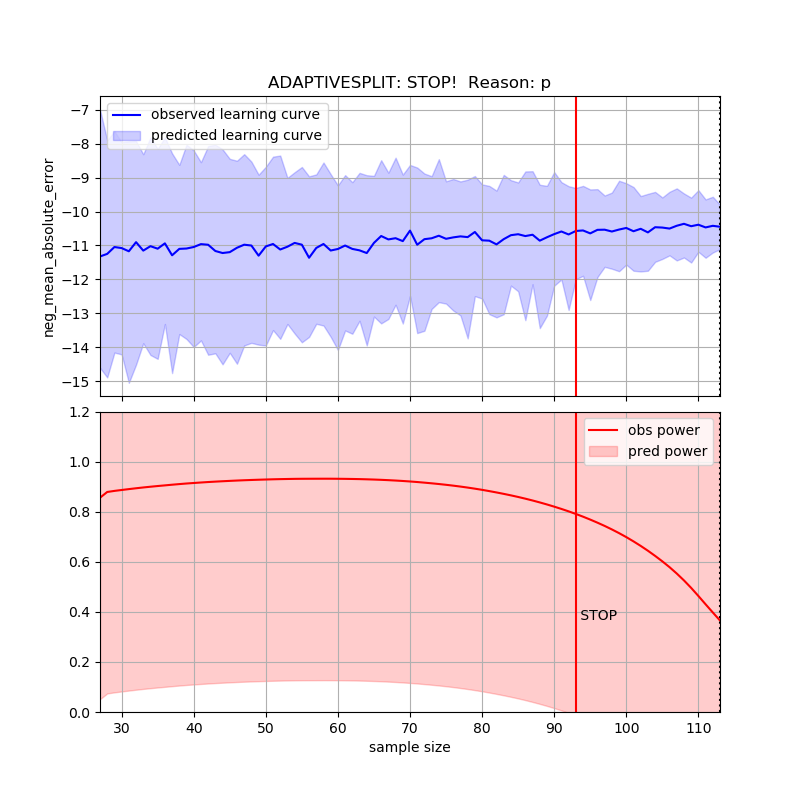 ADAPTIVESPLIT: STOP!  Reason: p
observed learning curve
predicted learning curve
neg_mean_absolute_error
−7
−8
−9
−10
−11
−12
−13
−14
−15
obs power
pred power
STOP
1.2
1.0
0.8
0.6
0.4
0.2
0.0
30 40 50 60 70 80 90 100 110
sample size